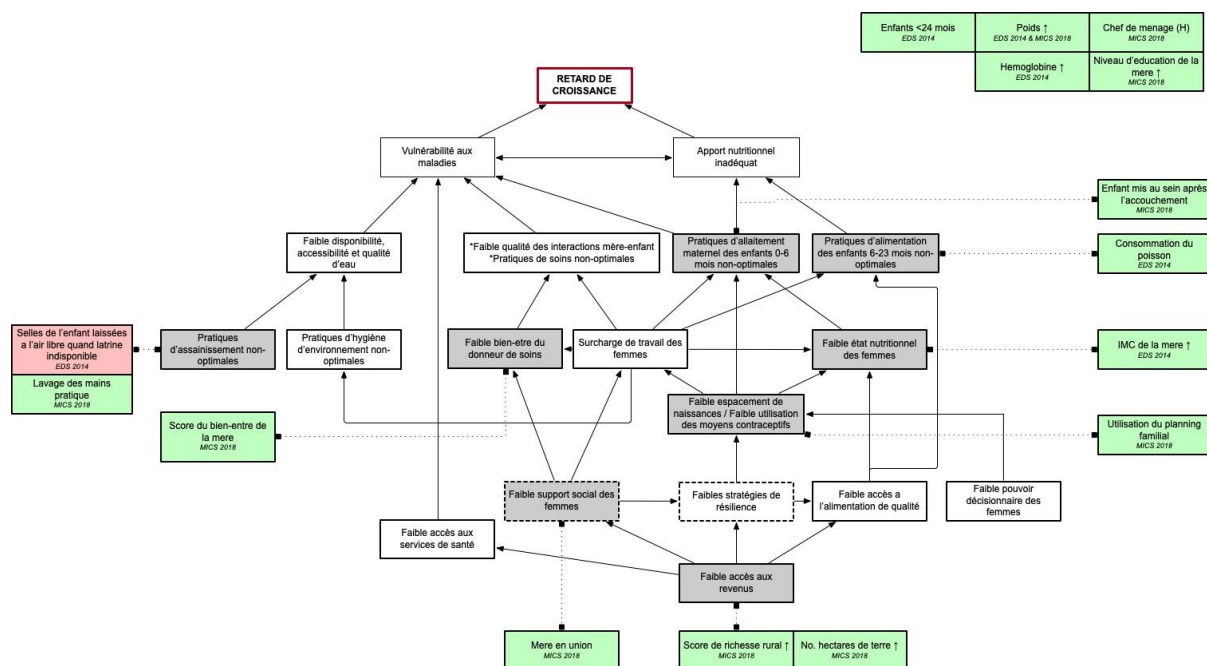 Enfants <24 mois
EDS 2014
Poids ↑
EDS 2014 & MICS 2018
Chef de menage (H)
MICS 2018
Hemoglobine ↑
EDS 2014
Niveau d'education de la
mere ↑
MICS 2018
RETARD DE
CROISSANCE
Vulnérabilité aux
maladies
Apport nutritionnel
inadéquat
Enfant mis au sein après
l'accouchement
MICS 2018
Faible disponibilité,
accessibilité et qualité
d'eau
*Faible qualité des interactions mère-enfant
*Pratiques de soins non-optimales
Pratiques d'allaitement
maternel des enfants 0-6
mois non-optimales
Pratiques d'alimentation
des enfants 6-23 mois non-
optimales
Consommation du
poisson
EDS 2014
Selles de l'enfant laissées
a l'air libre quand latrine
indisponible
EDS 2014
Lavage des mains
pratique
MICS 2018
Pratiques
d'assainissement non-
optimales
Pratiques d'hygiène
d'environnement non-
optimales
Faible bien-etre du
donneur de soins
Surcharge de travail des
femmes
Faible état nutritionnel
des femmes
IMC de la mere ↑
EDS 2014
Score du bien-entre de
la mere
MICS 2018
Faible espacement de
naissances / Faible utilisation
des moyens contraceptifs
Utilisation du planning
familial
MICS 2018
Faible support social des
femmes
Faibles stratégies de
résilience
Faible accès a
l'alimentation de qualité
Faible pouvoir
décisionnaire des
femmes
Faible accès aux
services de santé
Faible accès aux
revenus
Mere en union
MICS 2018
Score de richesse rural ↑
MICS 2018
No. hectares de terre ↑
MICS 2018